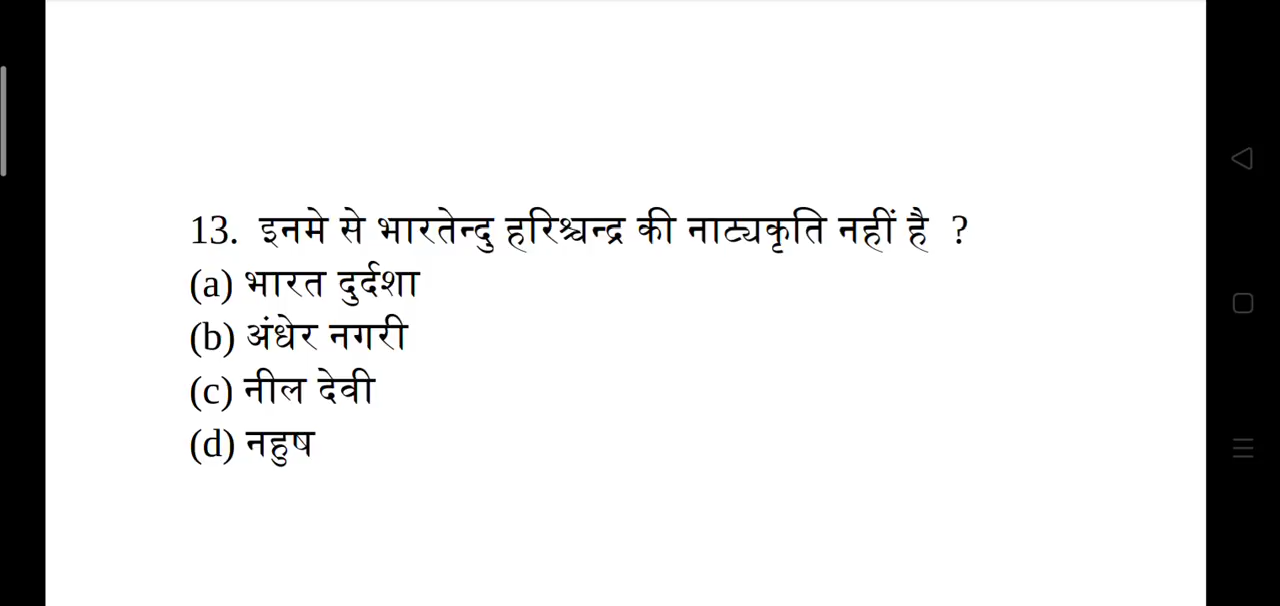 13. इनमे से भारतेन्दु हरिश्चन्द्र की नाट्यकृति नहीं है ?
(a) भारत दुर्दशा
(b) अंधेर नगरी
(c) नील देवी
(d) नहुष